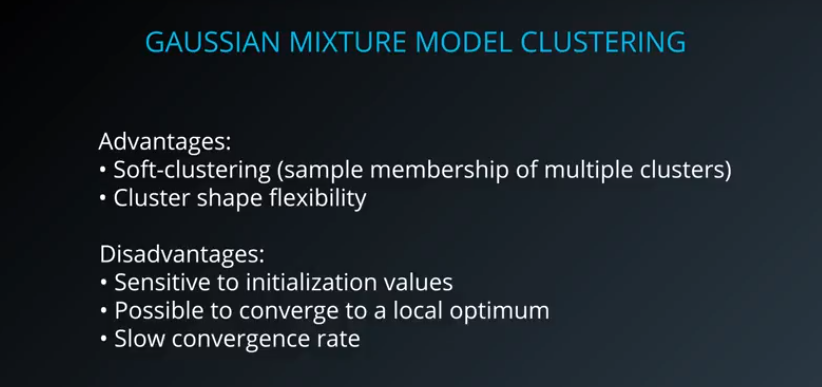 GAUSSIAN MIXTURE MODEL CLUSTERING
Advantages:
• Soft-clustering (sample membership of multiple clusters)
• Cluster shape flexibility
Disadvantages:
• Sensitive to initialization values
• Possible to converge to a local optimum
• Slow convergence rate